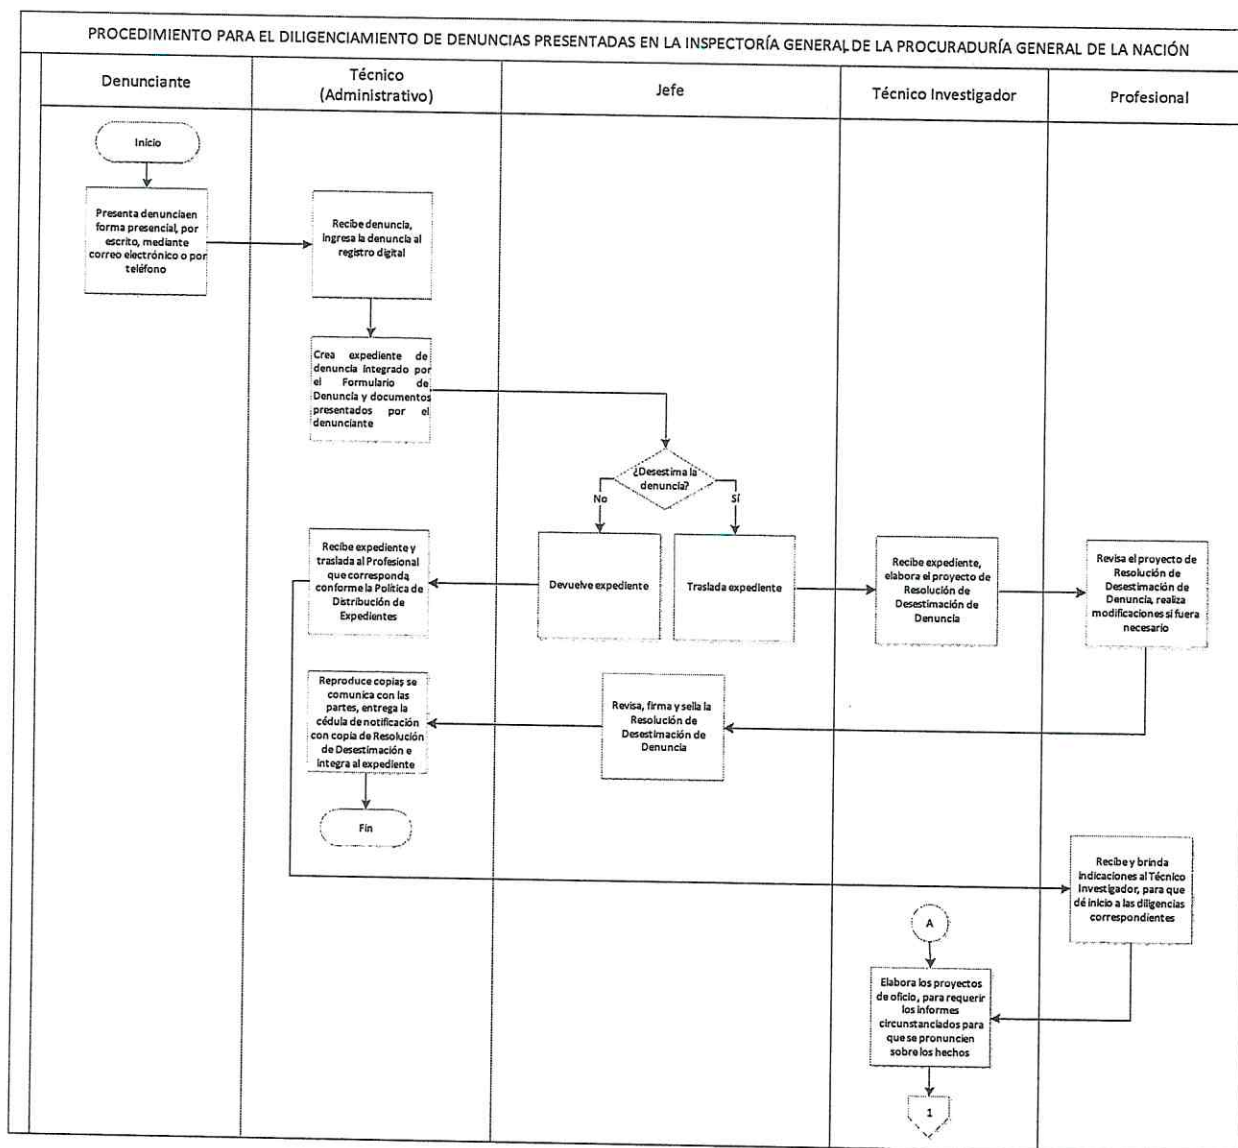 PROCEDIMIENTO PARA EL DILIGENCIAMIENTO DE DENUNCIAS PRESENTADAS EN LA INSPECTORÍA GENERAL DE LA PROCURADURÍA GENERAL DE LA NACIÓN
Denunciante
Técnico
(Administrativo)
Jefe
Técnico Investigador
Profesional
Inicio
Presenta denunciaen
forma presencial, por
escrito, mediante
correo electrónico o por
teléfono
Recibe denuncia,
ingresa la denuncia al
registro digital
Crea expediente de
denuncia integrado por
el Formulario de
Denuncia y documentos
presentados por el
denunciante
¿Desestima la
denuncia?
No
Sí
Recibe expediente y
traslada al Profesional
que corresponda,
conforme la Política de
Distribución de
Expedientes
Devuelve expediente
Traslada expediente
Recibe expediente,
elabora el proyecto de
Resolución de
Desestimación de
Denuncia
Revisa el proyecto de
Resolución de
Desestimación de
Denuncia, realiza
modificaciones si fuera
necesario
Reproduce copias, se
comunica con las
partes, entrega la
cédula de notificación
con copia de Resolución
de Desestimación e
integra al expediente
Revisa, firma y sella la
Resolución de
Desestimación de
Denuncia
Fin
Recibe y brinda
indicaciones al Técnico
Investigador, para que
dé inicio a las diligencias
correspondientes
A
Elabora los proyectos
de oficio, para requerir
los informes
circunstanciados para
que se pronuncien
sobre los hechos
1